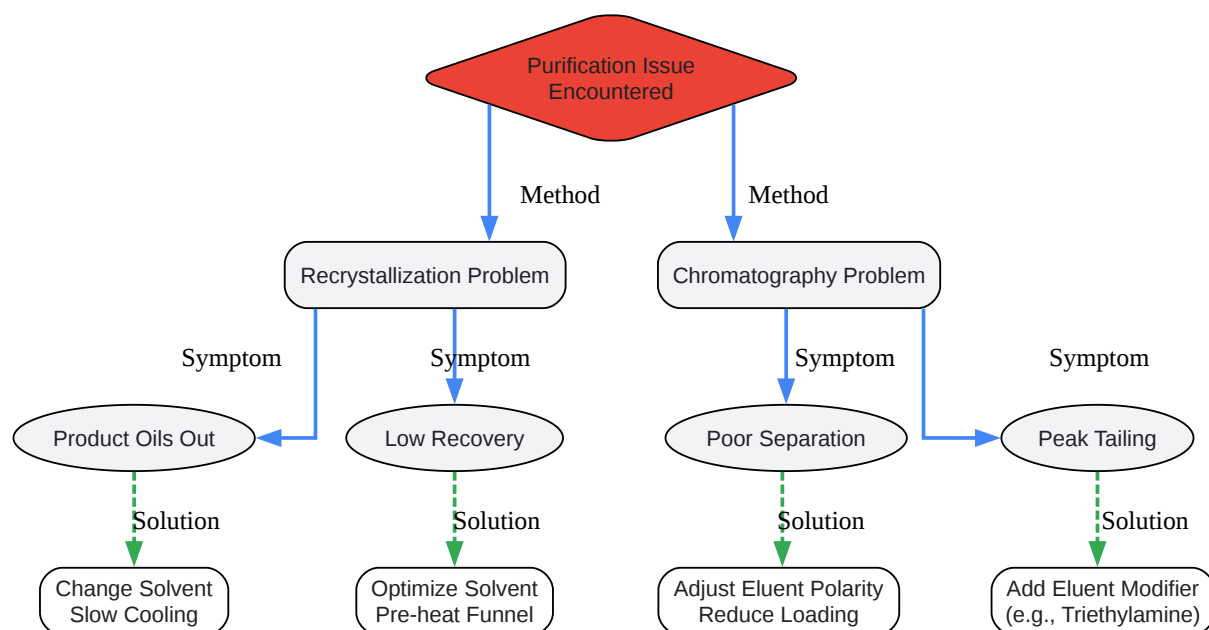 Purification Issue
Encountered
Method
Method
Recrystallization Problem
Chromatography Problem
Symptom
Symptom
Symptom
Symptom
Product Oils Out
Low Recovery
Poor Separation
Peak Tailing
Solution
Solution
Solution
Solution
Change Solvent
Slow Cooling
Optimize Solvent
Pre-heat Funnel
Adjust Eluent Polarity
Reduce Loading
Add Eluent Modifier
(e.g., Triethylamine)